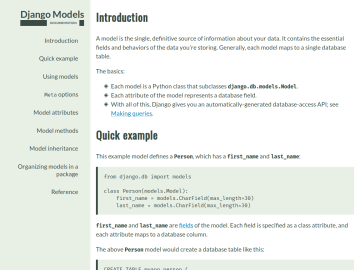 Django Models
DOCUMENTATION
Introduction
Quick example
Using models
Meta options
Model attributes
Model methods
Model inheritance
Organizing models in a
package
Reference
Introduction
A model is the single, definitive source of information about your data. It contains the essential
fields and behaviors of the data you're storing. Generally, each model maps to a single database
table.
The basics:
Each model is a Python class that subclasses django.db.models.Model.
Each attribute of the model represents a database field.
With all of this, Django gives you an automatically-generated database-access API; see
Making queries.
Quick example
This example model defines a Person, which has a first_name and last_name:
from django.db import models
class Person(models.Model):
first_name = models.CharField(max_length=30)
last_name = models.CharField(max_length=30)
first_name and last_name are fields of the model. Each field is specified as a class attribute, and
each attribute maps to a database column.
The above Person model would create a database table like this:
CREATE TABLE myapp_person (